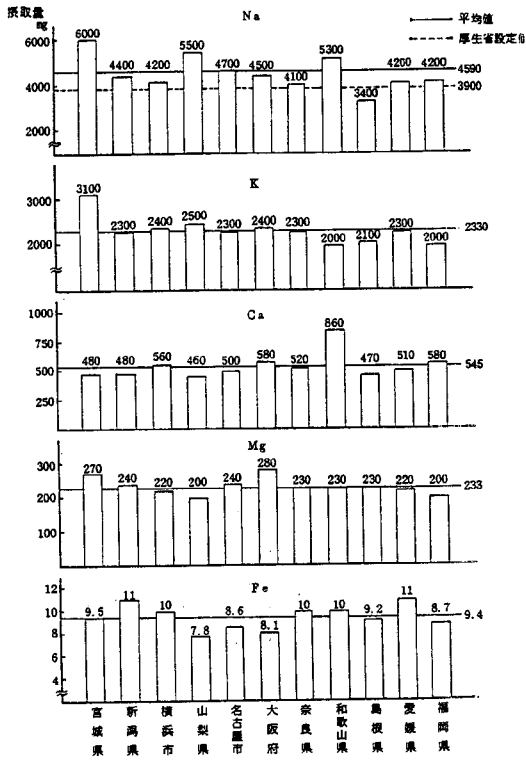 摂取量
mg
Na
平均値
厚生省設定値
6000
4000
2000
6000 4400 4200 5500 4700 4500 4100 5300 3400 4200 4200
4590
3900
K
3000
2000
3100 2300 2400 2500 2300 2400 2300 2000 2100 2300 2000
2330
Ca
1000
750
500
250
480 480 560 460 500 580 520 860 470 510 580
545
Mg
300
200
100
270 240 220 200 240 280 230 230 230 220 200
233
Fe
12
10
8
6
4
9.5 11 10 7.8 8.6 8.1 10 10 9.2 11 8.7
9.4
宮城県
新潟県
横浜市
山梨県
名古屋市
大阪府
奈良県
和歌山県
島根県
愛媛県
福岡県